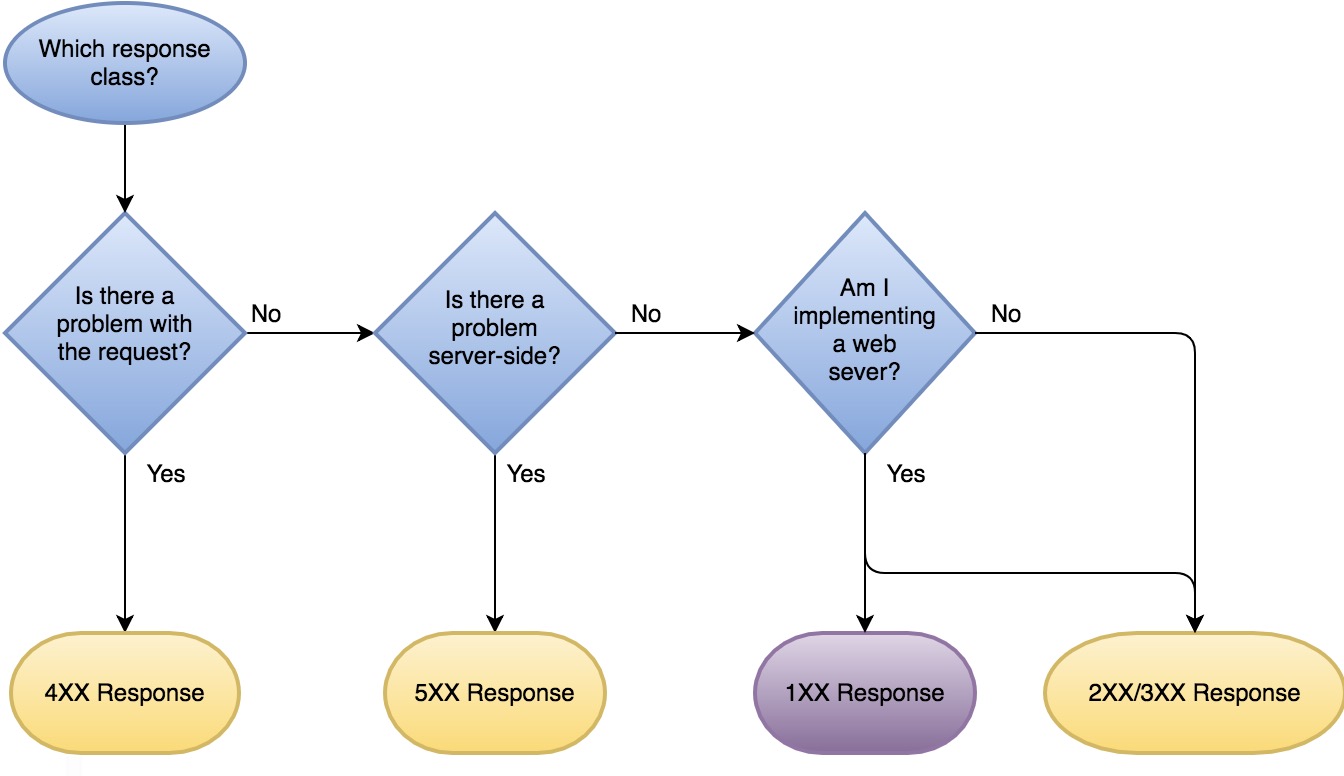 Which response
class?
Is there a
problem with
the request?
No
Is there a
problem
server-side?
No
Am I
implementing
a web
sever?
No
Yes
Yes
Yes
4XX Response
5XX Response
1XX Response
2XX/3XX Response